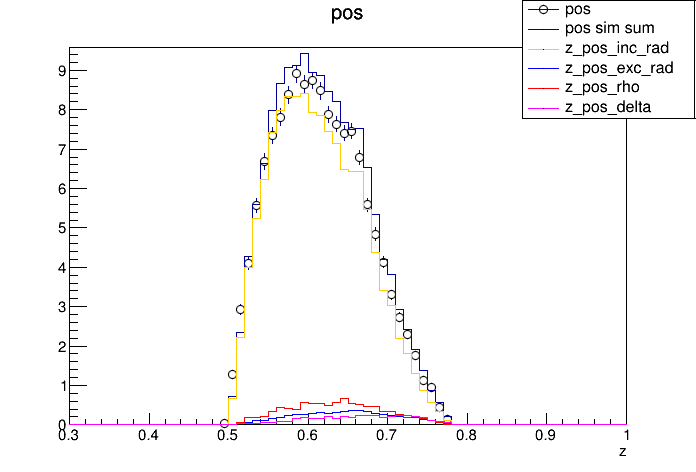 pos
pos
pos sim sum
z_pos_inc_rad
z_pos_exc_rad
z_pos_rho
z_pos_delta
9
8
7
6
5
4
3
2
1
0
0.3 0.4 0.5 0.6 0.7 0.8 0.9 1
z